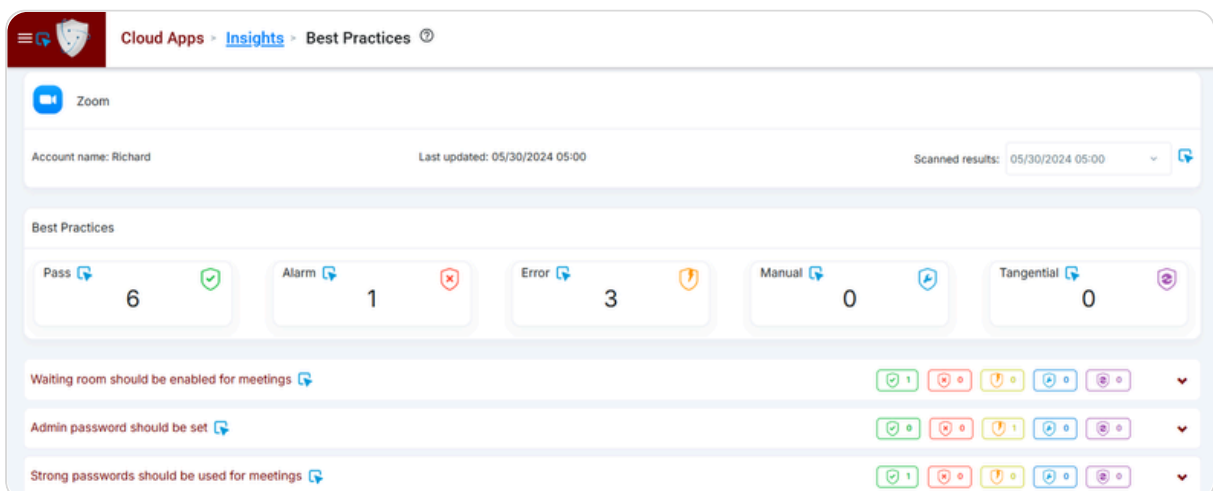 Cloud Apps > Insights > Best Practices ?
Zoom
Account name: Richard Last updated: 05/30/2024 05:00 Scanned results: 05/30/2024 05:00
Best Practices
Pass Alarm Error Manual Tangential
6 1 3 0 0
Waiting room should be enabled for meetings 1 0 0 0 0
Admin password should be set 0 0 1 0 0
Strong passwords should be used for meetings 1 0 0 0 0